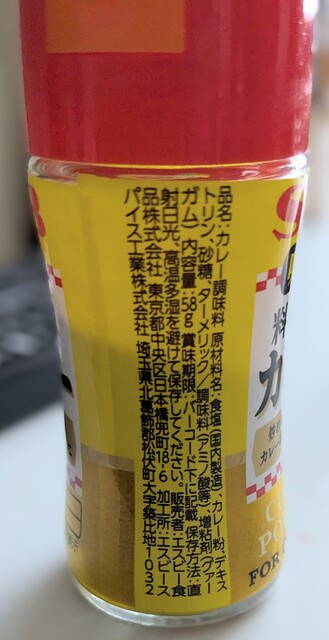 品名：カレー調味料 原材料名：食塩（国内製造）、カレー粉、デキス
トリン、砂糖、ターメリック／調味料（アミノ酸等）、増粘剤（グァー
ガム） 内容量：58g 賞味期限：バーコード下に記載 保存方法：直
射日光、高温多湿を避けて保存してください。 販売者：エスビー食
品株式会社 東京都中央区日本橋兜町18-6 加工所：エスビース
パイス工業株式会社 埼玉県北葛飾郡松伏町大字築比地1032
料
カ
カレー
FOR